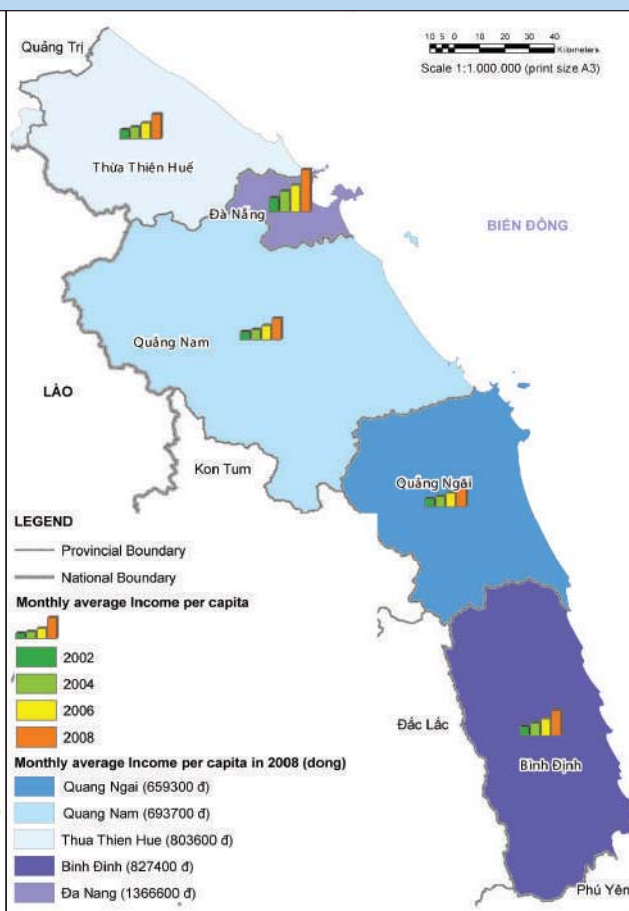 Quảng Trị
10 5 0 10 20 30 40
Kilometers
Scale 1:1.000.000 (print size A3)
Thừa Thiên Huế
Đà Nẵng
BIỂN ĐÔNG
Quảng Nam
LÀO
Kon Tum
Quảng Ngãi
LEGEND
Provincial Boundary
National Boundary
Monthly average Income per capita
2002
2004
2006
2008
Đắc Lắc
Bình Định
Monthly average Income per capita in 2008 (dong)
Quang Ngai (659300 đ)
Quang Nam (693700 đ)
Thua Thien Hue (803600 đ)
Binh Đinh (827400 đ)
Đa Nang (1366600 đ)
Phú Yên